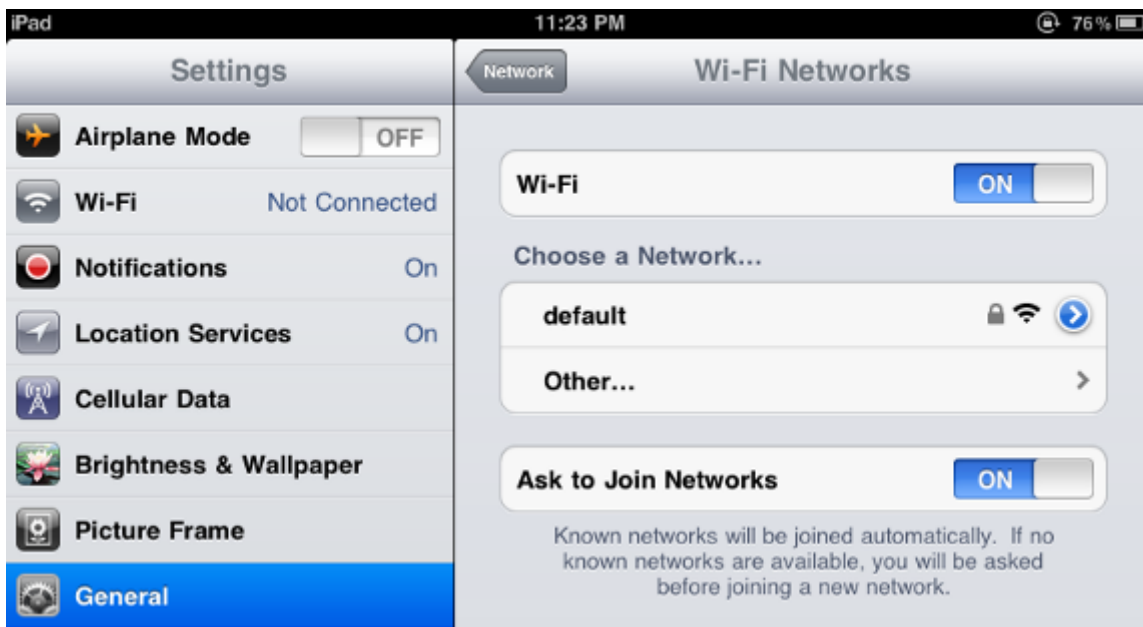 iPad 11:23 PM 76%
Settings
Network Wi-Fi Networks
Airplane Mode OFF
Wi-Fi Not Connected
Notifications On
Location Services On
Cellular Data
Brightness & Wallpaper
Picture Frame
General
Wi-Fi ON
Choose a Network...
default
Other...
Ask to Join Networks ON
Known networks will be joined automatically. If no
known networks are available, you will be asked
before joining a new network.